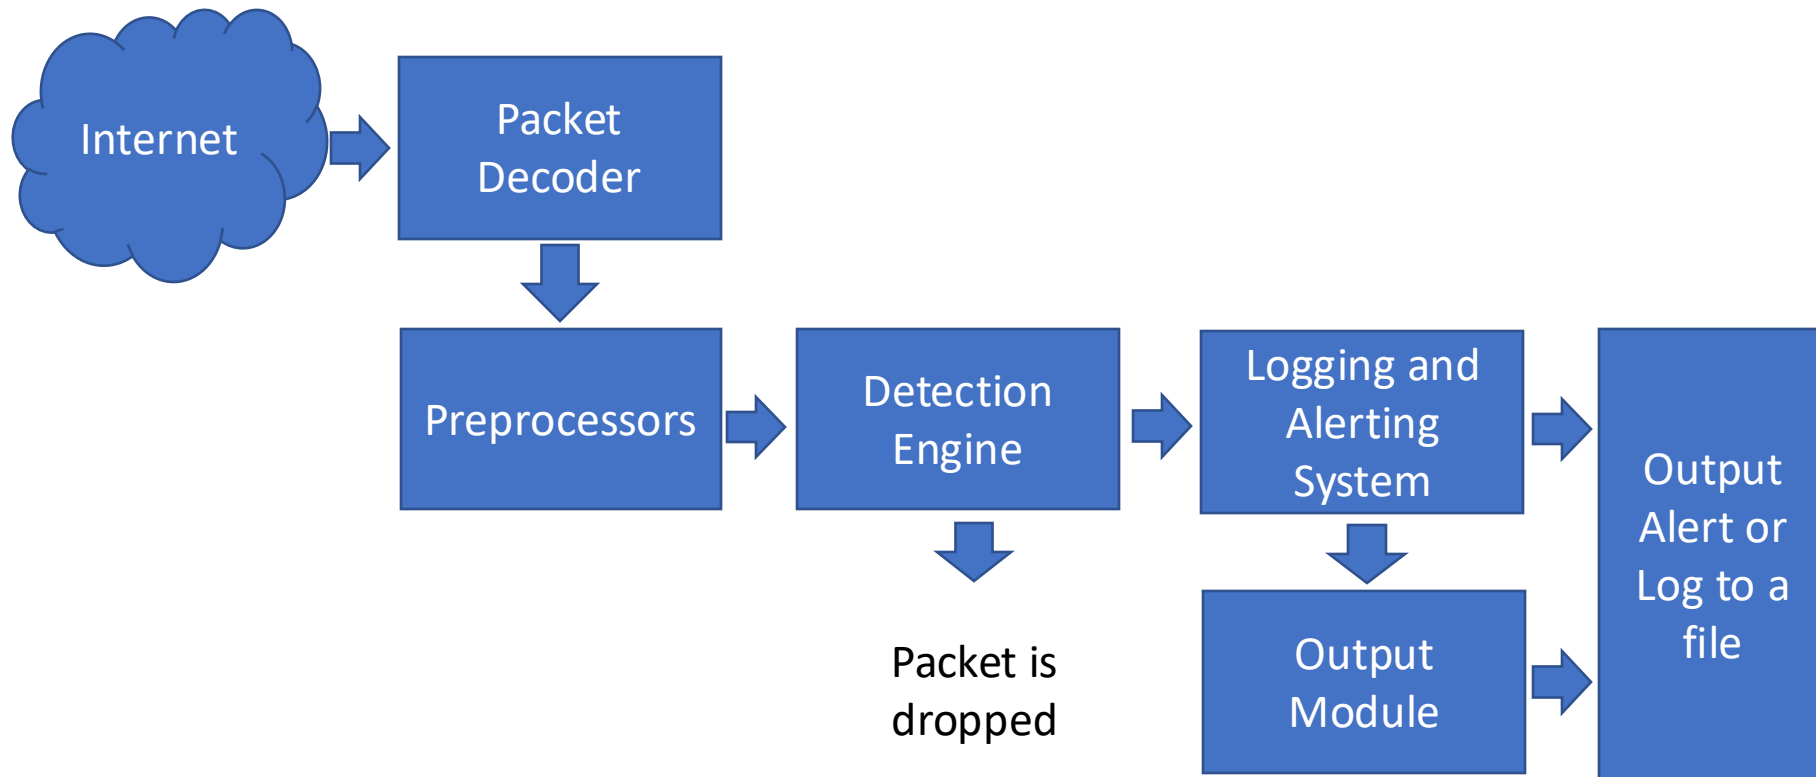 Internet
Packet
Decoder
Preprocessors
Detection
Engine
Logging and
Alerting
System
Output
Alert or
Log to a
file
Packet is
dropped
Output
Module